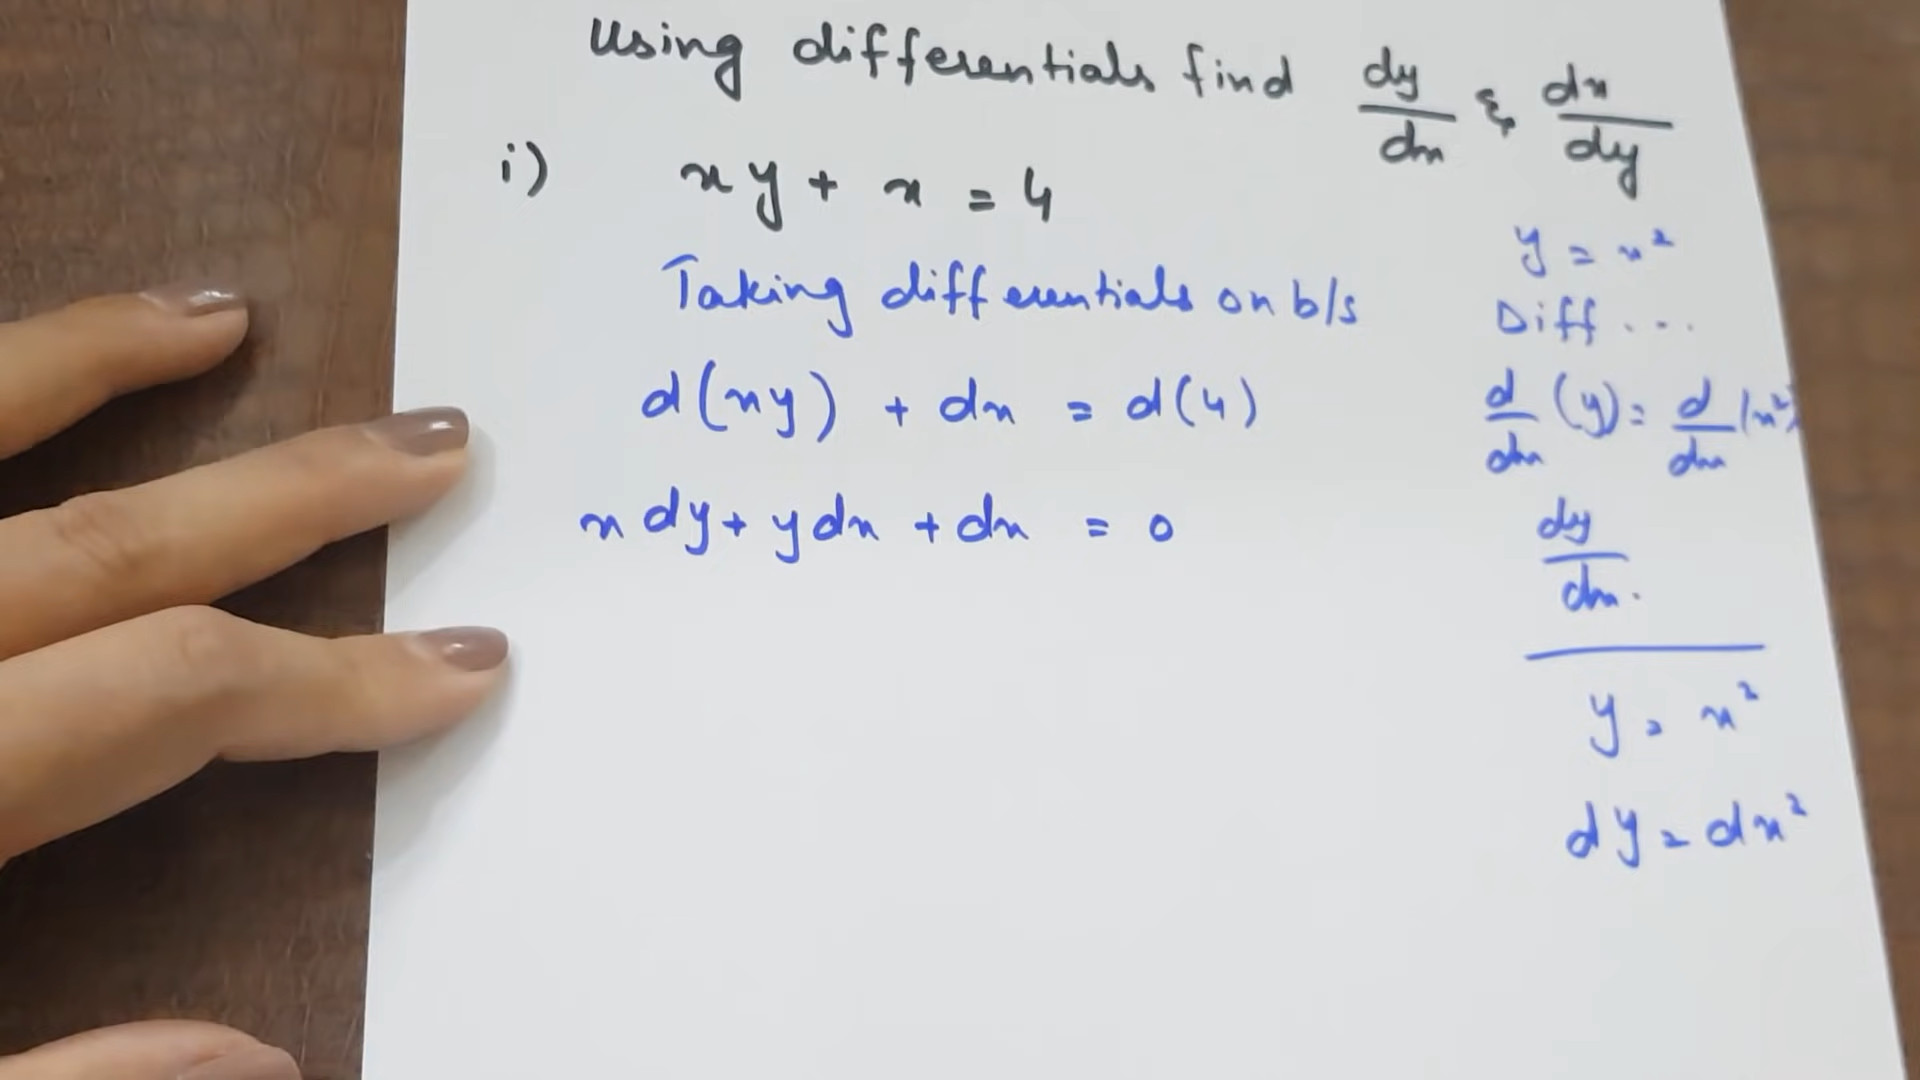 Using differentials find dy/dx & dx/dy
i) xy + x = 4
Taking differentials on b/s
d(xy) + dx = d(4)
x dy + y dx + dx = 0
y = x²
Diff ...
d/dx (y) = d/dx (x²)
dy/dx.
y = x²
dy = dx²